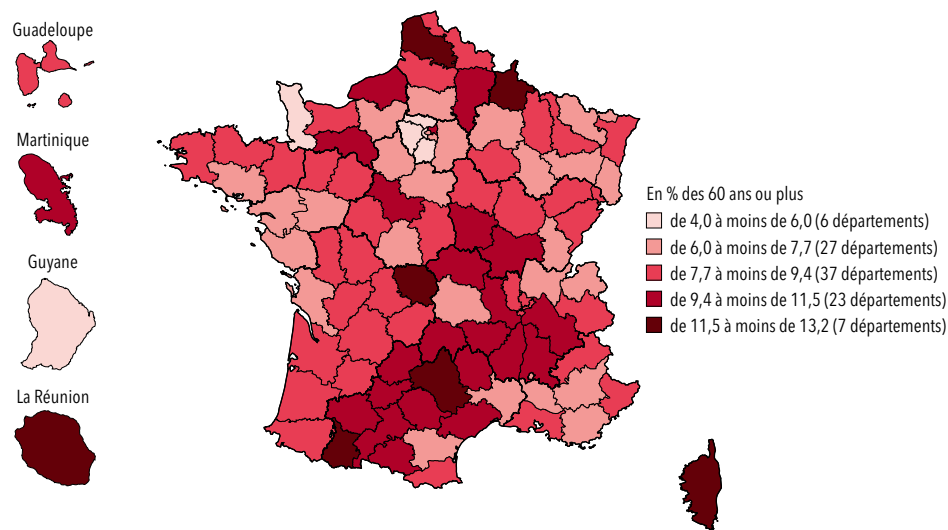 Guadeloupe
Martinique
Guyane
La Réunion
En % des 60 ans ou plus
de 4,0 à moins de 6,0 (6 départements)
de 6,0 à moins de 7,7 (27 départements)
de 7,7 à moins de 9,4 (37 départements)
de 9,4 à moins de 11,5 (23 départements)
de 11,5 à moins de 13,2 (7 départements)